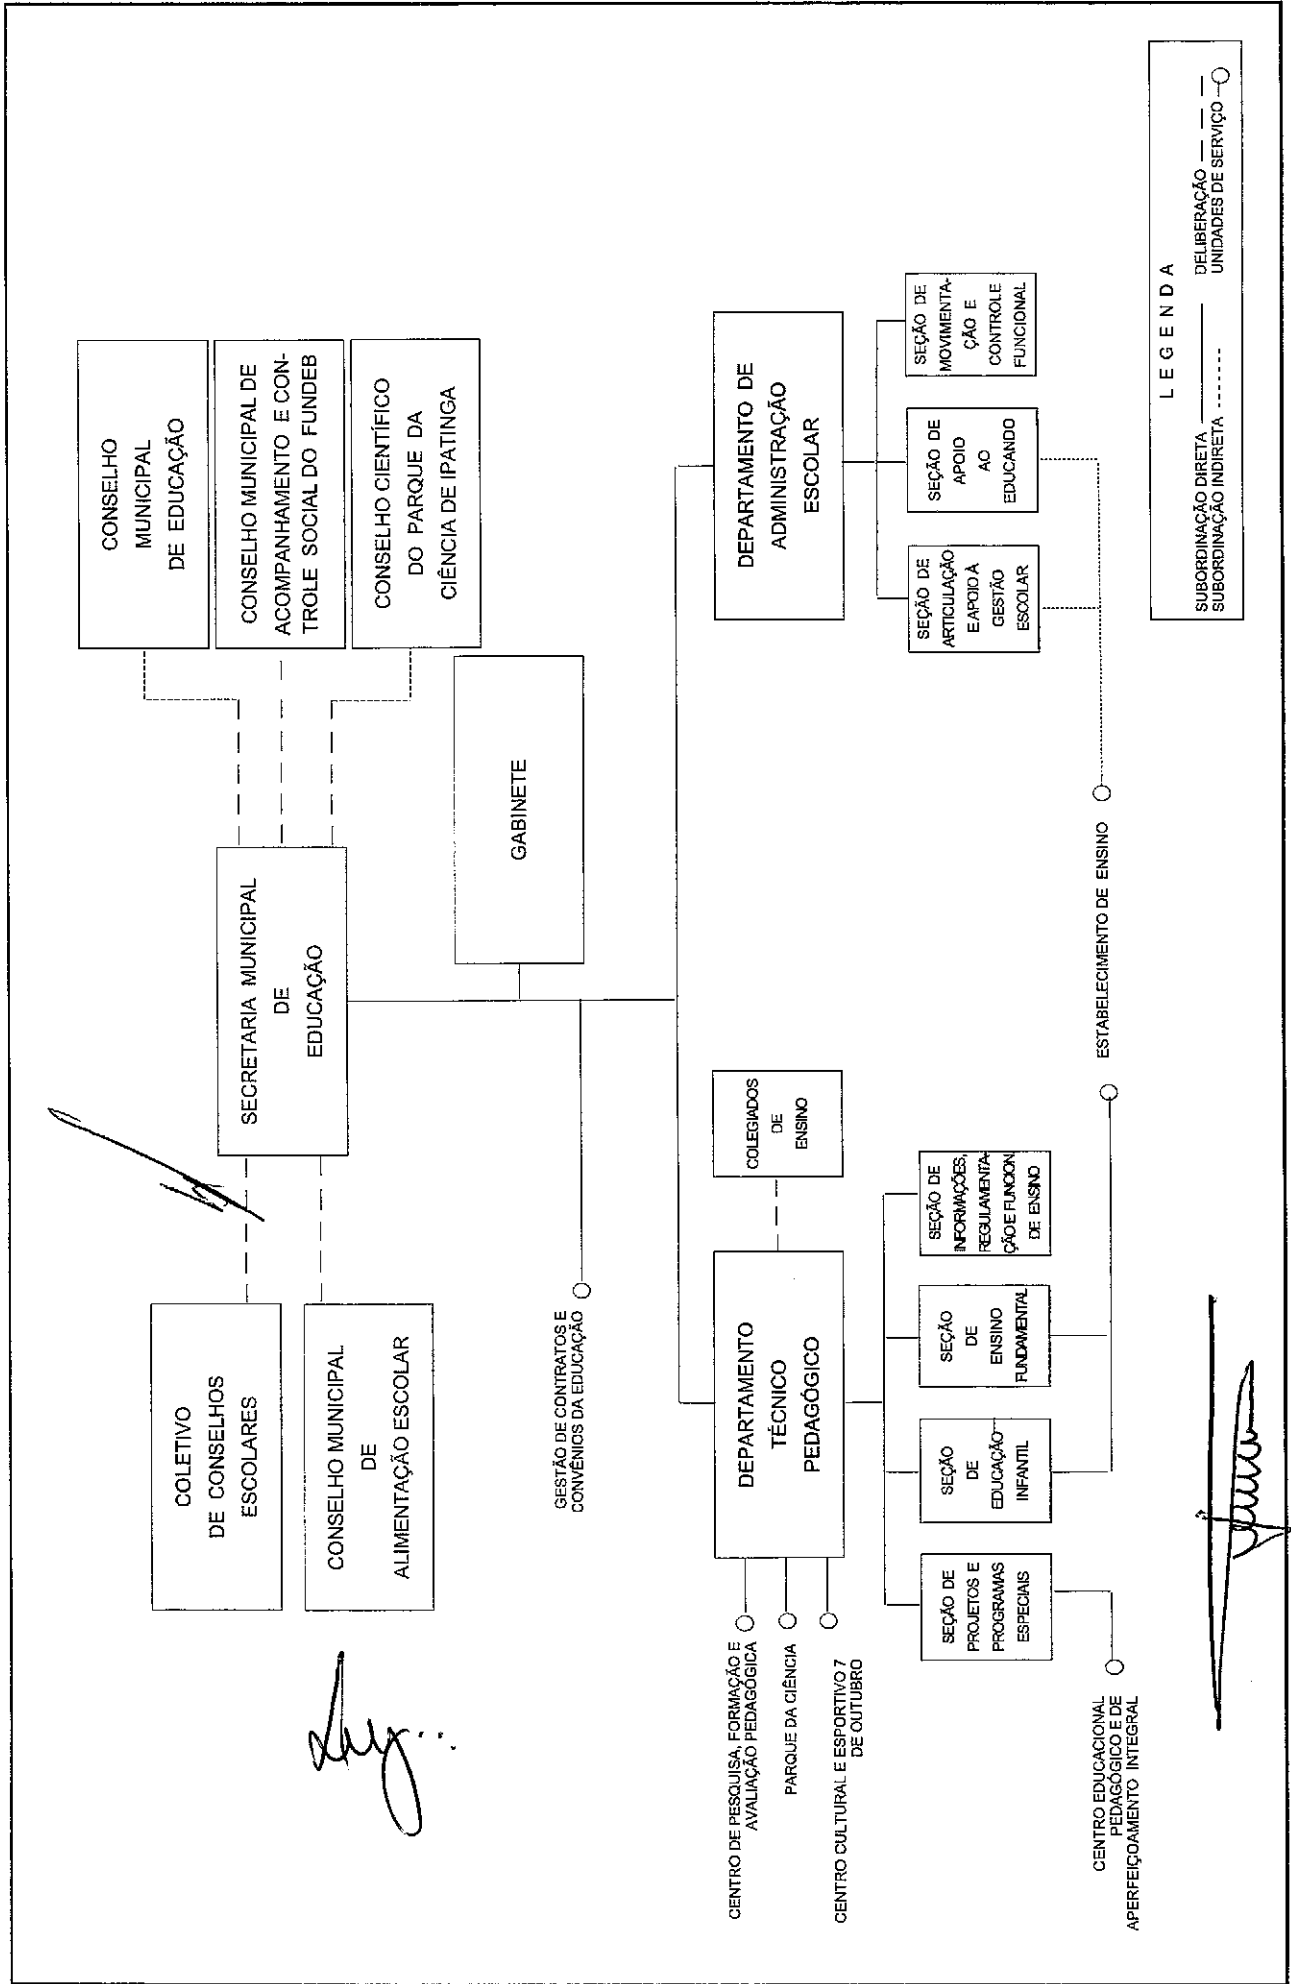 COLETIVO
DE CONSELHOS
ESCOLARES
CONSELHO MUNICIPAL
DE
ALIMENTAÇÃO ESCOLAR
SECRETARIA MUNICIPAL
DE
EDUCAÇÃO
CONSELHO
MUNICIPAL
DE EDUCAÇÃO
CONSELHO MUNICIPAL DE
ACOMPANHAMENTO E CON-
TROLE SOCIAL DO FUNDEB
CONSELHO CIENTÍFICO
DO PARQUE DA
CIÊNCIA DE IPATINGA
GABINETE
GESTÃO DE CONTRATOS E
CONVÊNIOS DA EDUCAÇÃO
DEPARTAMENTO
TÉCNICO
PEDAGÓGICO
COLEGIADOS
DE
ENSINO
CENTRO DE PESQUISA, FORMAÇÃO E
AVALIAÇÃO PEDAGÓGICA
PARQUE DA CIÊNCIA
CENTRO CULTURAL E ESPORTIVO 7
DE OUTUBRO
SEÇÃO DE
PROJETOS E
PROGRAMAS
ESPECIAIS
SEÇÃO
DE
EDUCAÇÃO
INFANTIL
SEÇÃO
DE
ENSINO
FUNDAMENTAL
SEÇÃO DE
INFORMAÇÕES,
REGULAMENTA-
ÇÃO E FUNCION.
DE ENSINO
CENTRO EDUCACIONAL
PEDAGÓGICO E DE
APERFEIÇOAMENTO INTEGRAL
ESTABELECIMENTO DE ENSINO
DEPARTAMENTO DE
ADMINISTRAÇÃO
ESCOLAR
SEÇÃO DE
ARTICULAÇÃO
E APOIO À
GESTÃO
ESCOLAR
SEÇÃO DE
APOIO
AO
EDUCANDO
SEÇÃO DE
MOVIMENTA-
ÇÃO E
CONTROLE
FUNCIONAL
LEGENDA
SUBORDINAÇÃO DIRETA
SUBORDINAÇÃO INDIRETA
DELIBERAÇÃO
UNIDADES DE SERVIÇO